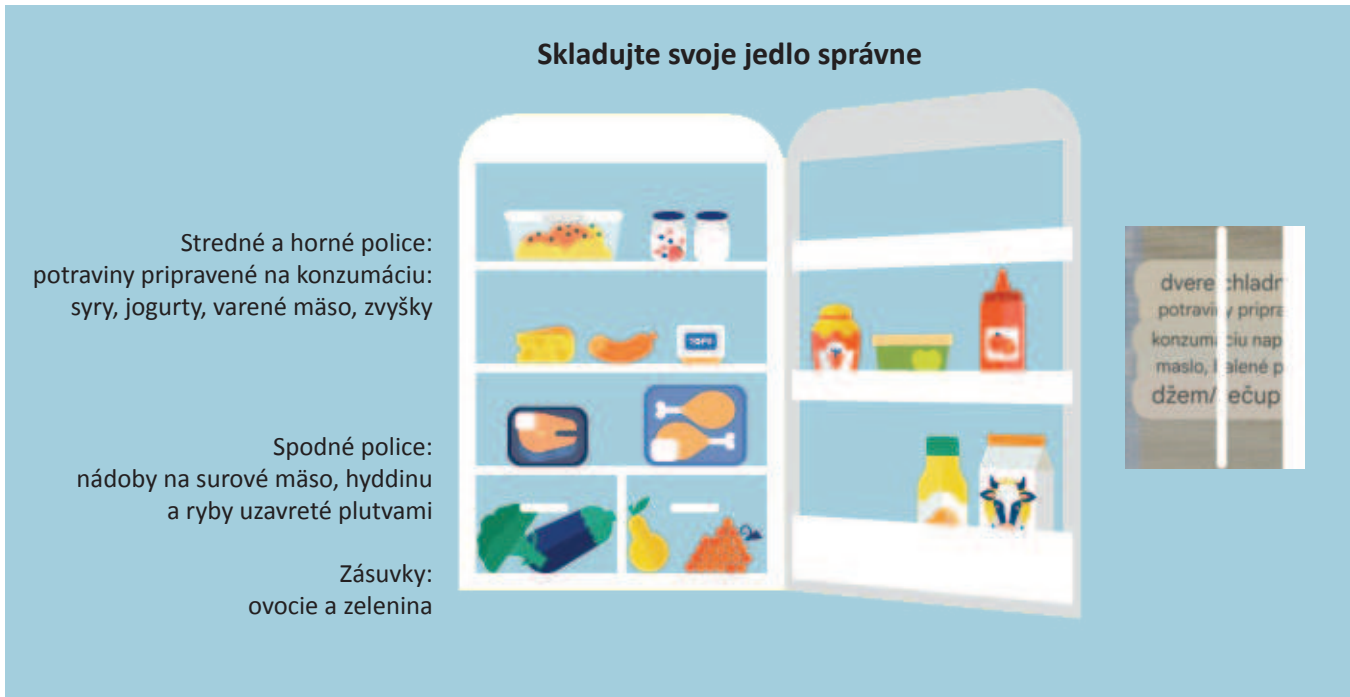 Skladujte svoje jedlo správne
Stredné a horné police:
potraviny pripravené na konzumáciu:
syry, jogurty, varené mäso, zvyšky
Spodné police:
nádoby na surové mäso, hyddinu
a ryby uzavreté plutvami
Zásuvky:
ovocie a zelenina
TOFU
dvere
nap
maslo,